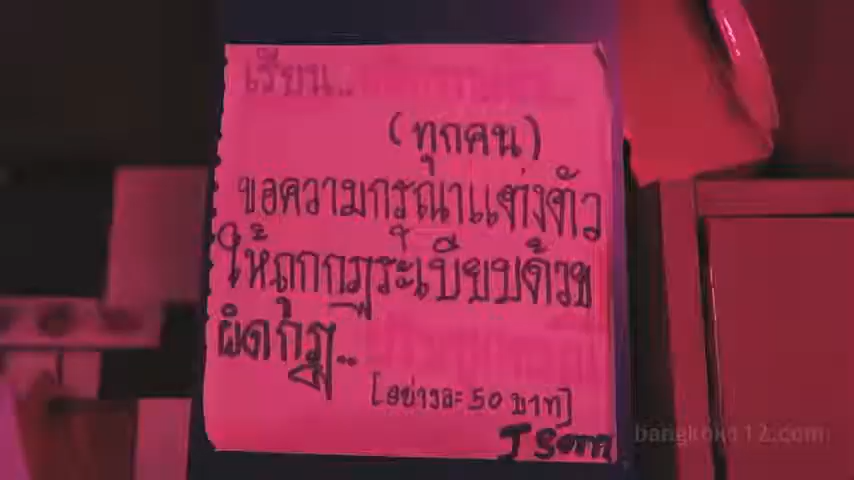 เรียน..
(ทุกคน)
ขอความกรุณาแต่งตัว
ให้ถูกกฎระเบียบด้วย
ผิดกฎ..
[อย่างละ 50 บาท]
bangkok112.com